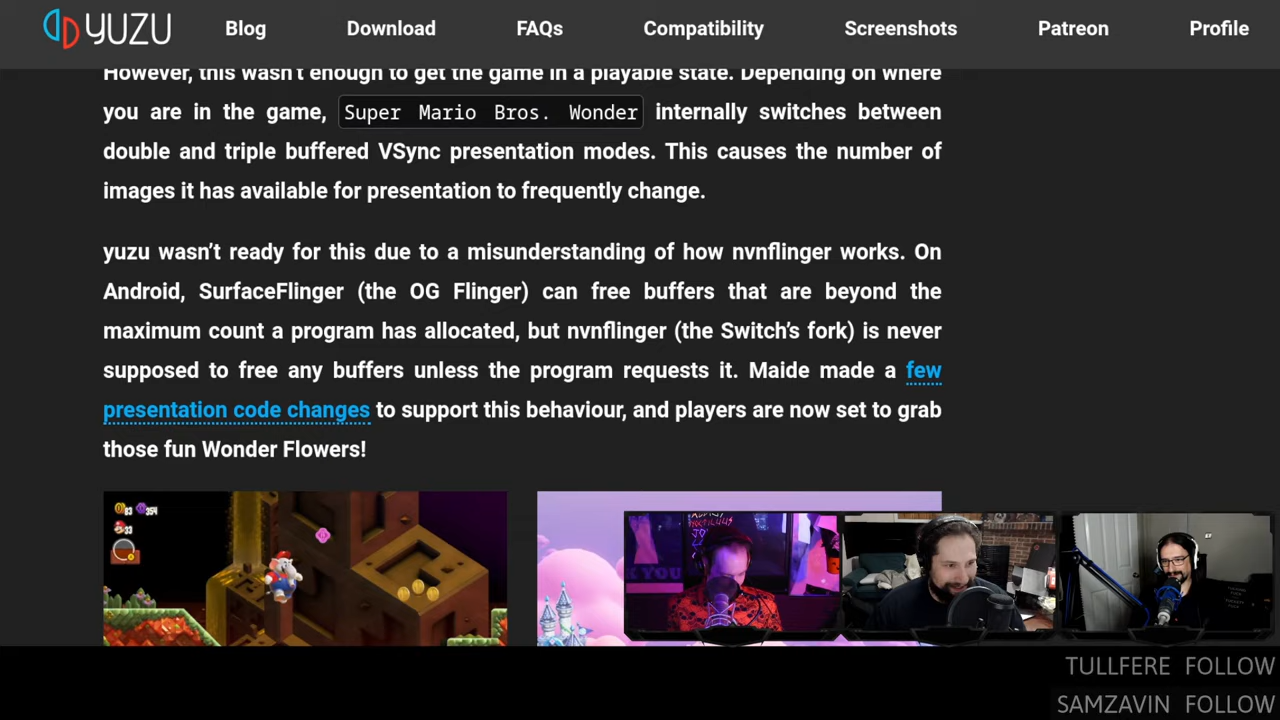 YUZU
Blog
Download
FAQs
Compatibility
Screenshots
Patreon
Profile
However, this wasn't enough to get the game in a playable state. Depending on where
you are in the game, Super Mario Bros. Wonder internally switches between
double and triple buffered VSync presentation modes. This causes the number of
images it has available for presentation to frequently change.
yuzu wasn’t ready for this due to a misunderstanding of how nvnflinger works. On
Android, SurfaceFlinger (the OG Flinger) can free buffers that are beyond the
maximum count a program has allocated, but nvnflinger (the Switch’s fork) is never
supposed to free any buffers unless the program requests it. Maide made a few
presentation code changes to support this behaviour, and players are now set to grab
those fun Wonder Flowers!
TULLFERE FOLLOW
SAMZAVIN FOLLOW